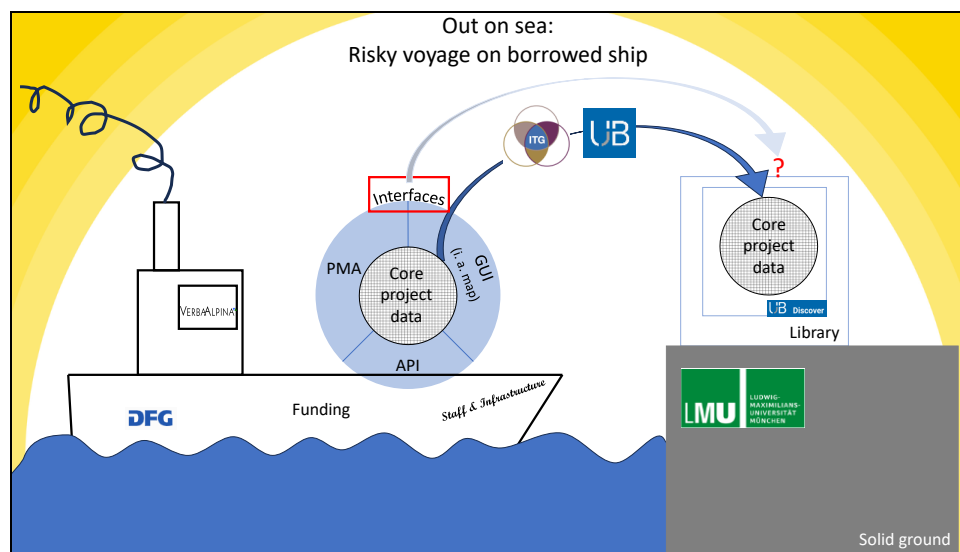 Out on sea:
Risky voyage on borrowed ship
ITG
UB
?
Interfaces
PMA
GUI
(i. a. map)
Core
project
data
API
Core
project
data
UB Discover
Library
VERBAALPINA
DFG
Funding
Staff & Infrastructure
LMU
LUDWIG-
MAXIMILIANS-
UNIVERSITÄT
MÜNCHEN
Solid ground